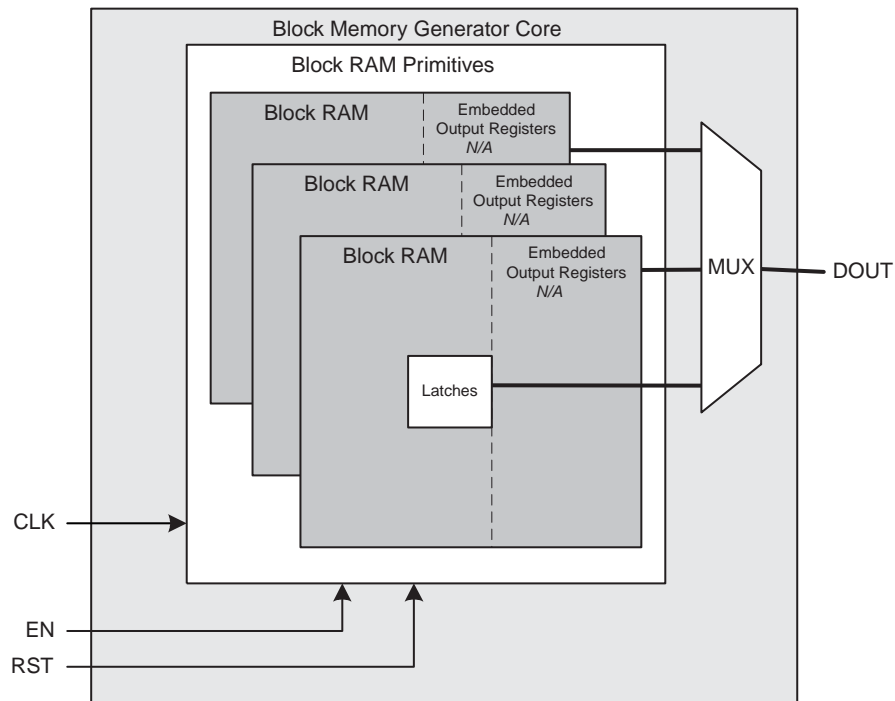 Block Memory Generator Core
Block RAM Primitives
Block RAM
Embedded
Output Registers
N/A
Block RAM
Embedded
Output Registers
N/A
Block RAM
Embedded
Output Registers
N/A
MUX
DOUT
Latches
CLK
EN
RST